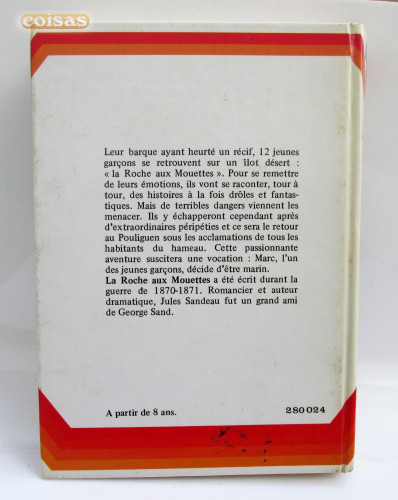 coisas
Leur barque ayant heurté un récif, 12 jeunes
garçons se retrouvent sur un îlot désert :
« la Roche aux Mouettes ». Pour se remettre
de leurs émotions, ils vont se raconter, tour à
tour, des histoires à la fois drôles et fantas-
tiques. Mais de terribles dangers viennent les
menacer. Ils y échapperont cependant après
d'extraordinaires péripéties et ce sera le retour
au Pouliguen sous les acclamations de tous les
habitants du hameau. Cette passionnante
aventure suscitera une vocation : Marc, l'un
des jeunes garçons, décide d'être marin.
La Roche aux Mouettes a été écrit durant la
guerre de 1870-1871. Romancier et auteur
dramatique, Jules Sandeau fut un grand ami
de George Sand.
A partir de 8 ans.
280024